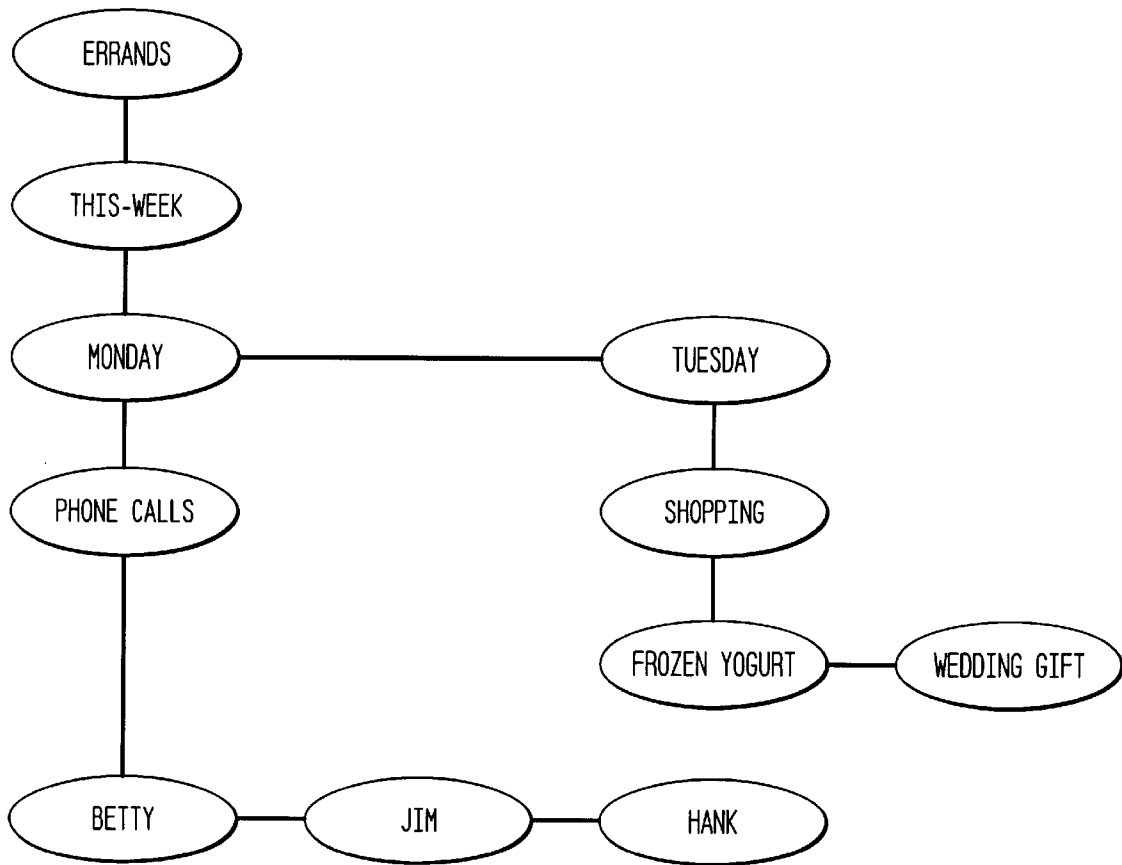 ERRANDS
THIS-WEEK
MONDAY
TUESDAY
PHONE CALLS
SHOPPING
FROZEN YOGURT
WEDDING GIFT
BETTY
JIM
HANK